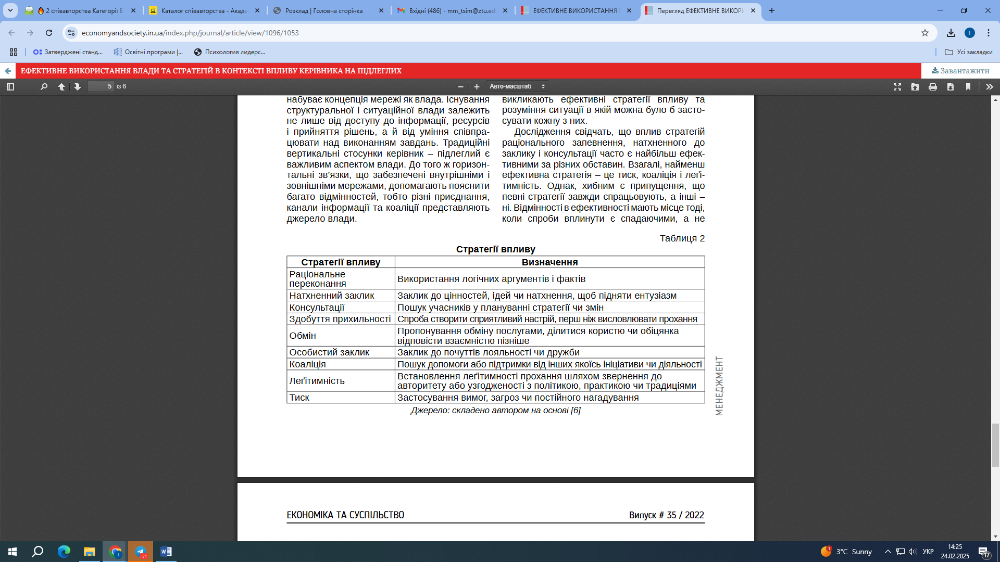 2 співавторства Категорії Б
Каталог співавторства - Акаде
Розклад | Головна сторінка
Вхідні (486) - mm_tsim@ztu.ed
ЕФЕКТИВНЕ ВИКОРИСТАННЯ
Перегляд ЕФЕКТИВНЕ ВИКОРИ
economyandsociety.in.ua/index.php/journal/article/view/1096/1053
I
Затверджені станд...
Освітні програми |...
Психология лидерс...
Усі закладки
ЕФЕКТИВНЕ ВИКОРИСТАННЯ ВЛАДИ ТА СТРАТЕГІЙ В КОНТЕКСТІ ВПЛИВУ КЕРІВНИКА НА ПІДЛЕГЛИХ
Завантажити
5 із 6
Авто-масштаб
набуває концепція мережі як влада. Існування
структуральної і ситуаційної влади залежить
не лише від доступу до інформації, ресурсів
і прийняття рішень, а й від уміння співпра-
цювати над виконанням завдань. Традиційні
вертикальні стосунки керівник – підлеглий є
важливим аспектом влади. До того ж горизон-
тальні зв’язки, що забезпечені внутрішніми і
зовнішніми мережами, допомагають пояснити
багато відмінностей, тобто різні приєднання,
канали інформації та коаліції представляють
джерело влади.
викликають ефективні стратегії впливу та
розуміння ситуації в якій можна було б засто-
сувати кожну з них.
Дослідження свідчать, що вплив стратегій
раціонального запевнення, натхненного до
заклику і консультації часто є найбільш ефек-
тивними за різних обставин. Взагалі, найменш
ефективна стратегія – це тиск, коаліція і леґі-
тимність. Однак, хибним є припущення, що
певні стратегії завжди спрацьовують, а інші –
ні. Відмінності в ефективності мають місце тоді,
коли спроби вплинути є спадаючими, а не
Таблиця 2
Стратегії впливу
Стратегії впливу
Визначення
Раціональне
переконання
Використання логічних аргументів і фактів
Натхненний заклик
Заклик до цінностей, ідей чи натхнення, щоб підняти ентузіазм
Консультації
Пошук учасників у плануванні стратегії чи змін
Здобуття прихильності
Спроба створити сприятливий настрій, перш ніж висловлювати прохання
Обмін
Пропонування обміну послугами, ділитися користю чи обіцянка
відповісти взаємністю пізніше
Особистий заклик
Заклик до почуттів лояльності чи дружби
Коаліція
Пошук допомоги або підтримки від інших якоїсь ініціативи чи діяльності
Леґітимність
Встановлення леґітимності прохання шляхом звернення до
авторитету або узгодженості з політикою, практикою чи традиціями
Тиск
Застосування вимог, загроз чи постійного нагадування
Джерело: складено автором на основі [6]
МЕНЕДЖМЕНТ
ЕКОНОМІКА ТА СУСПІЛЬСТВО
Випуск # 35 / 2022
I
..51
1
3°C Sunny
УКР
14:25
24.02.2025
17